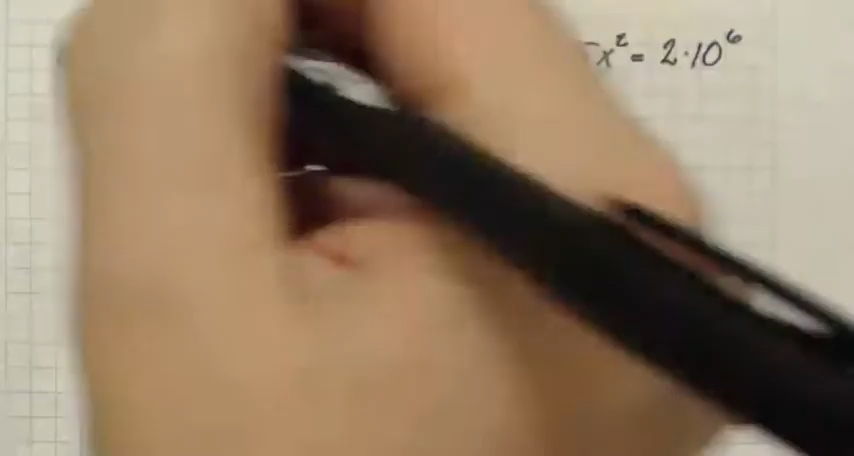 x² = 2·10⁶